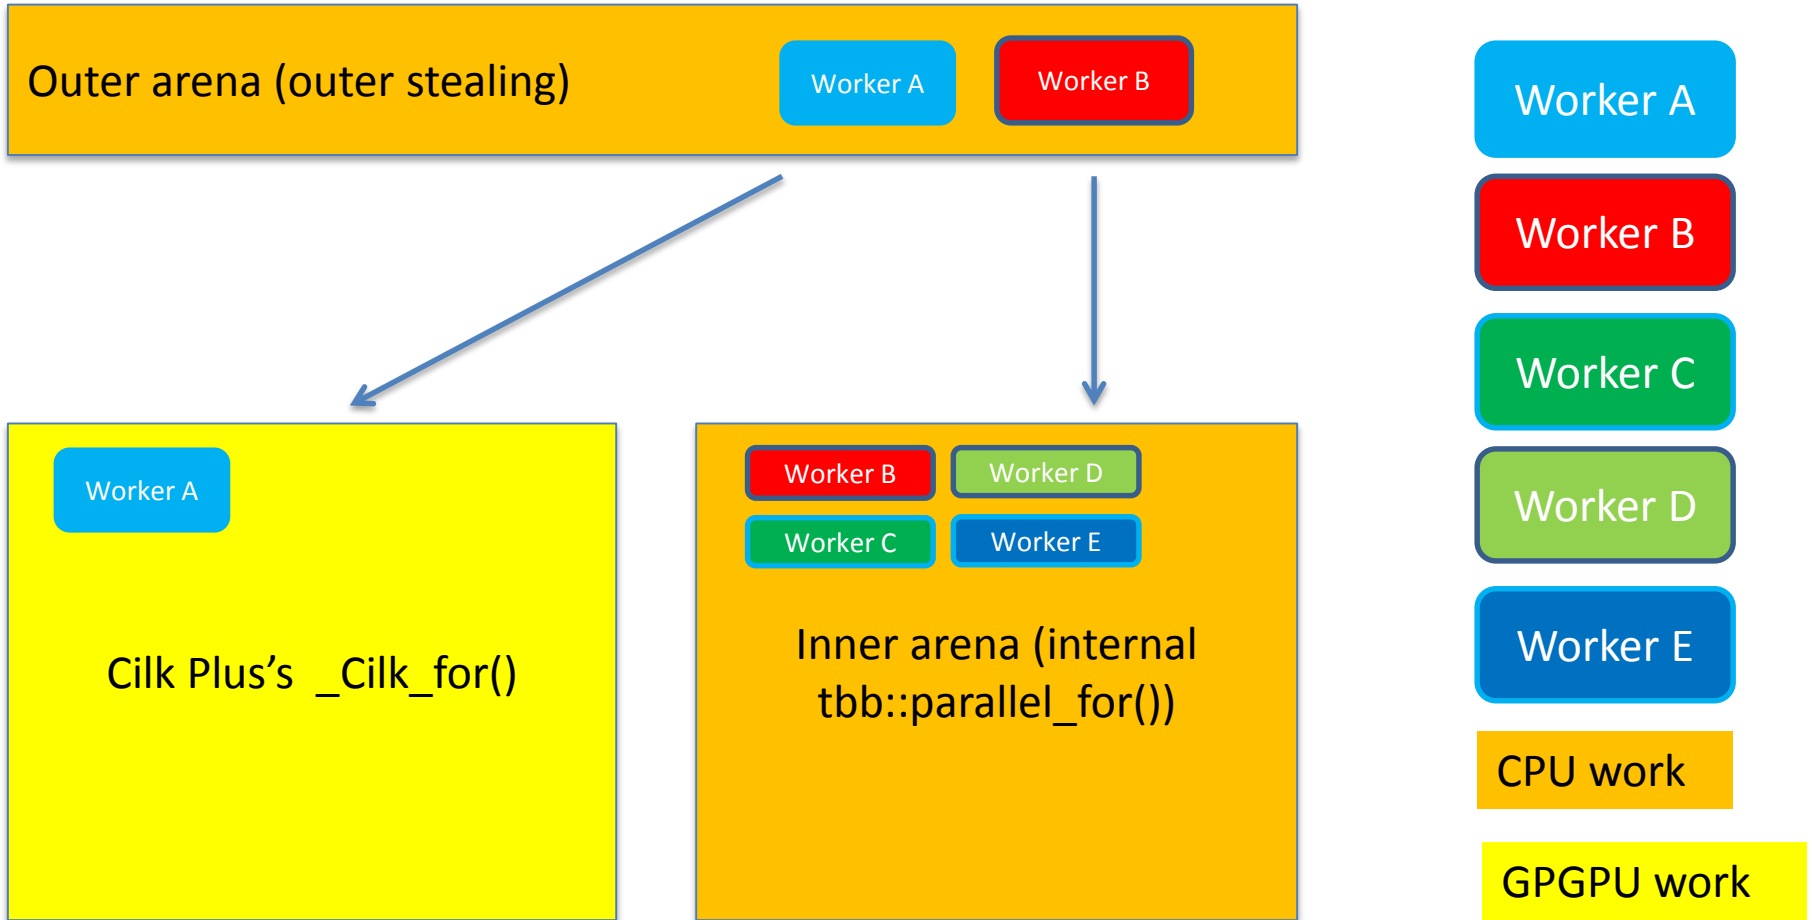 Outer arena (outer stealing)
Worker A
Worker B
Worker A
Cilk Plus’s _Cilk_for()
Worker B
Worker D
Worker C
Worker E
Inner arena (internal
tbb::parallel_for())
Worker A
Worker B
Worker C
Worker D
Worker E
CPU work
GPGPU work